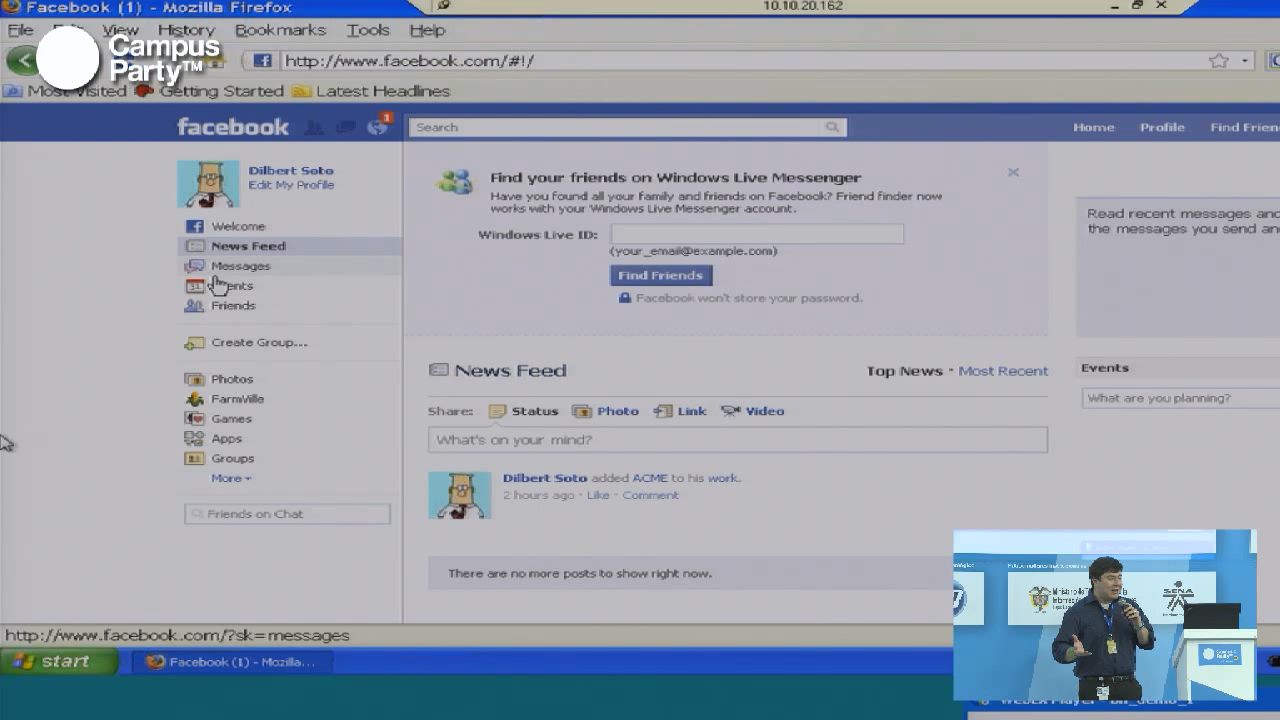 Facebook (1) - Mozilla Firefox
10.10.20.162
File
View History Bookmarks Tools Help
Campus
Party™
http://www.facebook.com/#!/
Most Visited Getting Started Latest Headlines
facebook
1
Search
Home Profile Find Frien
Dilbert Soto
Edit My Profile
Welcome
News Feed
Messages
Friends
Create Group...
Photos
FarmVille
Games
Apps
Groups
More
Friends on Chat
Find your friends on Windows Live Messenger
Have you found all your family and friends on Facebook? Friend finder now
works with your Windows Live Messenger account.
Windows Live ID:
(your_email@example.com)
Find Friends
Facebook won't store your password.
News Feed
Top News · Most Recent
Share: Status Photo Link Video
What's on your mind?
Dilbert Soto added ACME to his work.
2 hours ago · Like · Comment
There are no more posts to show right now.
Read recent messages and
the messages you send an
Events
What are you planning?
http://www.facebook.com/?sk=messages
start
Facebook (1) - Mozilla...
SENA
Campus
Party